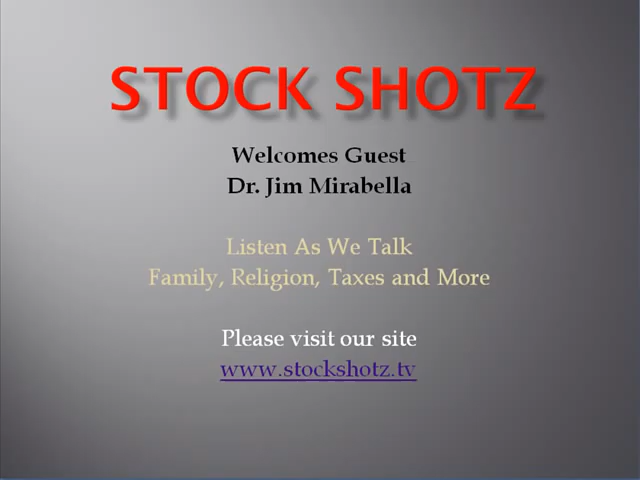 STOCK SHOTZ
Welcomes Guest
Dr. Jim Mirabella
Listen As We Talk
Family, Religion, Taxes and More
Please visit our site
www.stockshotz.tv